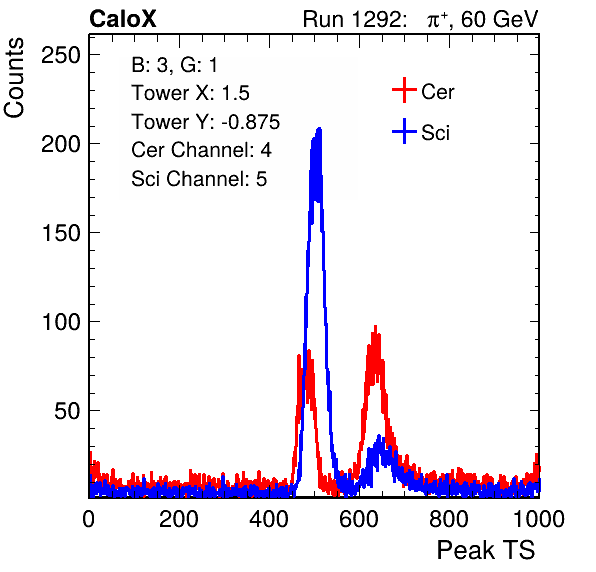 CaloX Run 1292: π⁺, 60 GeV
Counts
250
200
150
100
50
B: 3, G: 1
Tower X: 1.5
Tower Y: -0.875
Cer Channel: 4
Sci Channel: 5
Cer
Sci
0 200 400 600 800 1000
Peak TS